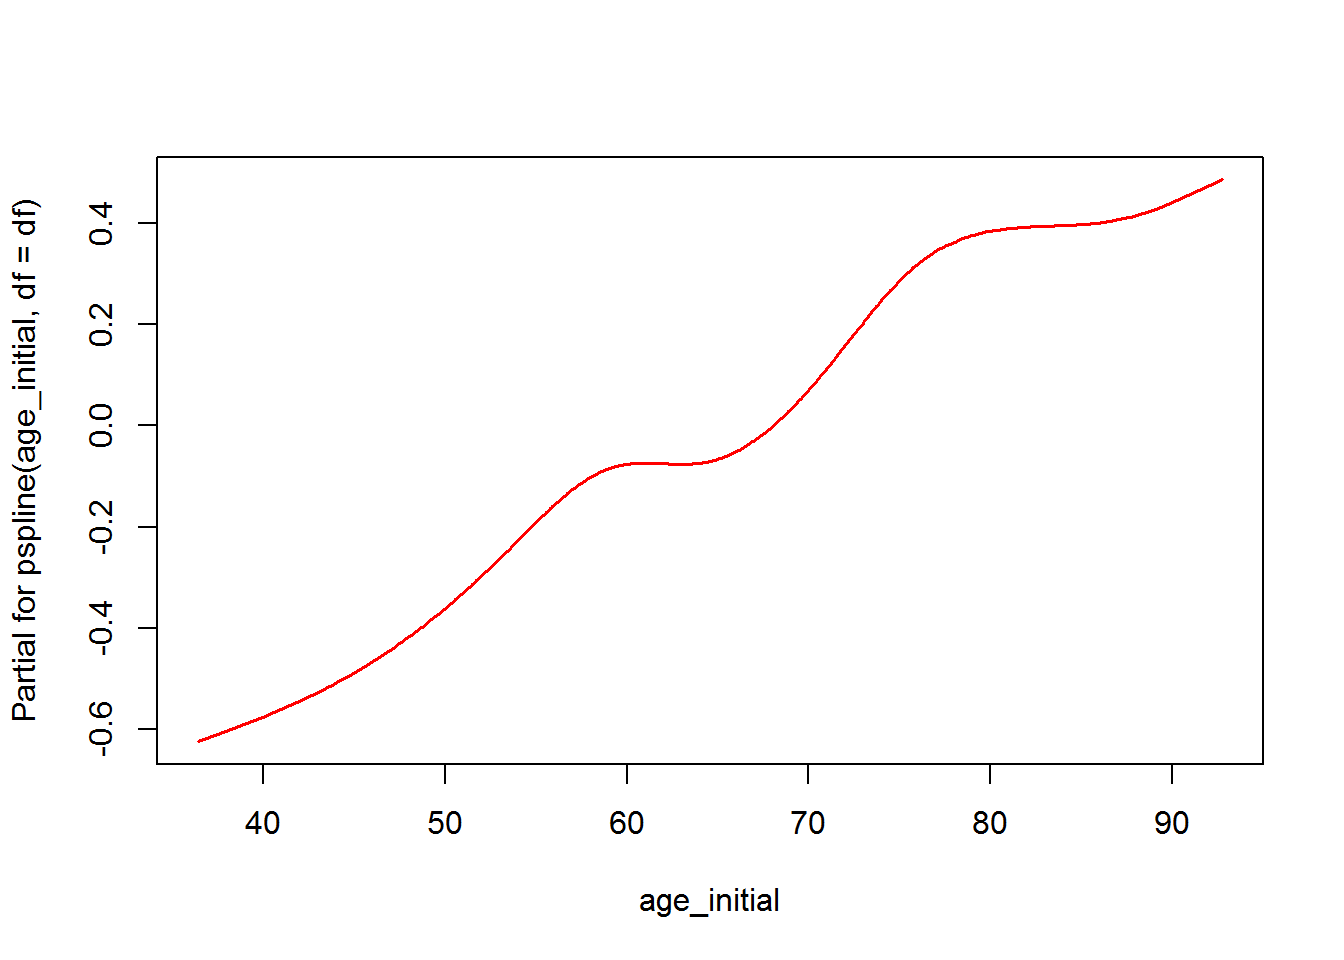 Partial for pspline(age_initial, df = df)
0.4
0.2
0.0
-0.2
-0.4
-0.6
40 50 60 70 80 90
age_initial